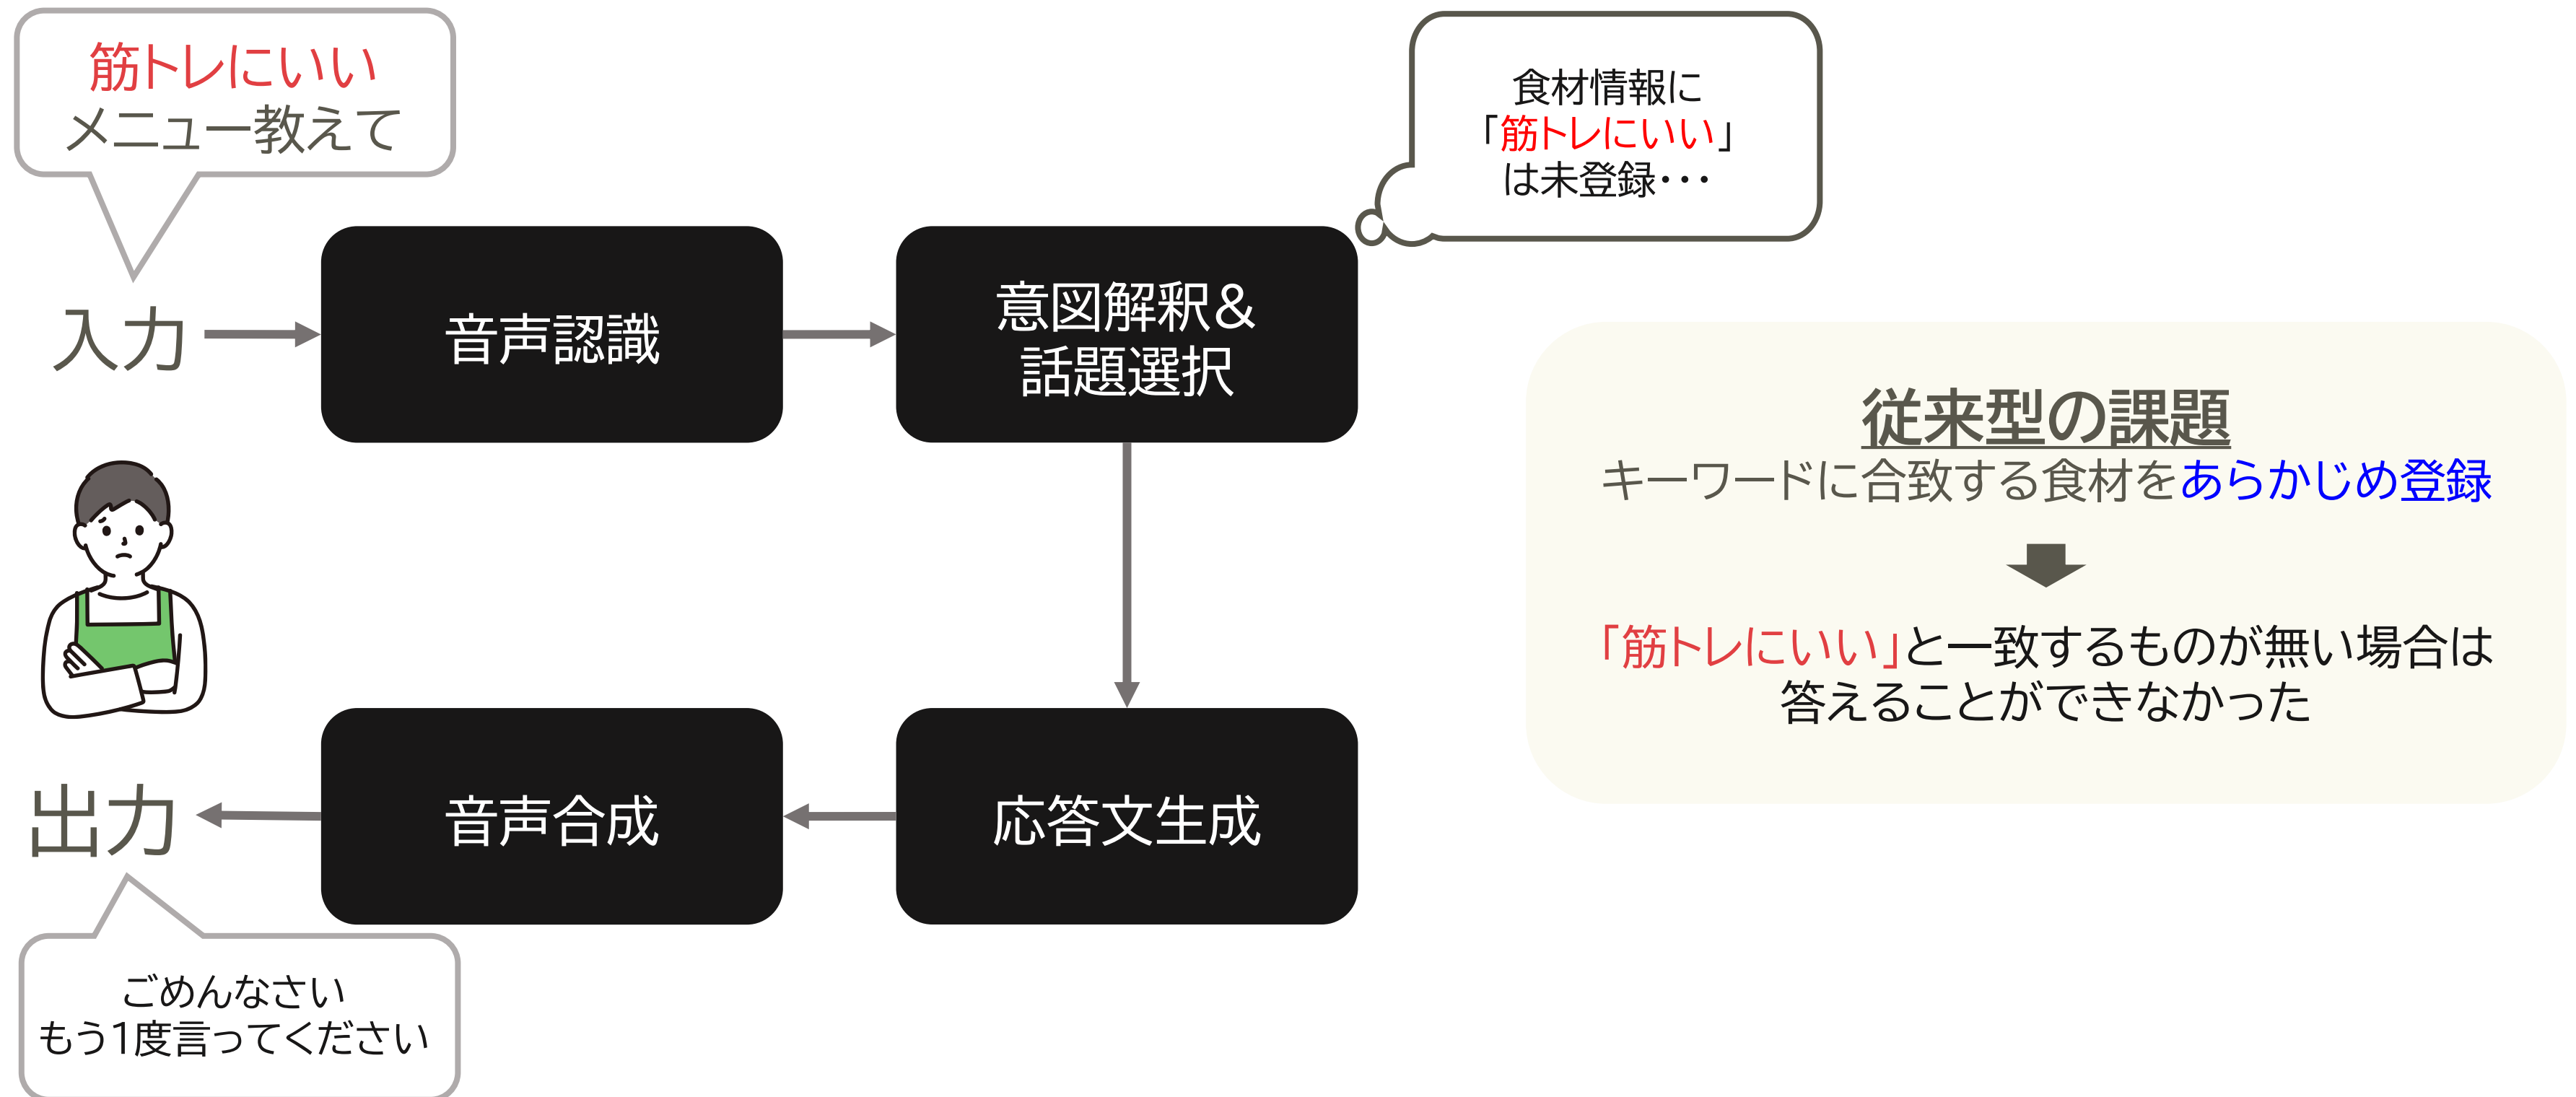 筋トレにいい
メニュー教えて
食材情報に
「筋トレにいい」
は未登録・・・
入力
音声認識
意図解釈&
話題選択
従来型の課題
キーワードに合致する食材をあらかじめ登録
「筋トレにいい」と一致するものが無い場合は
答えることができなかった
出力
音声合成
応答文生成
ごめんなさい
もう1度言ってください